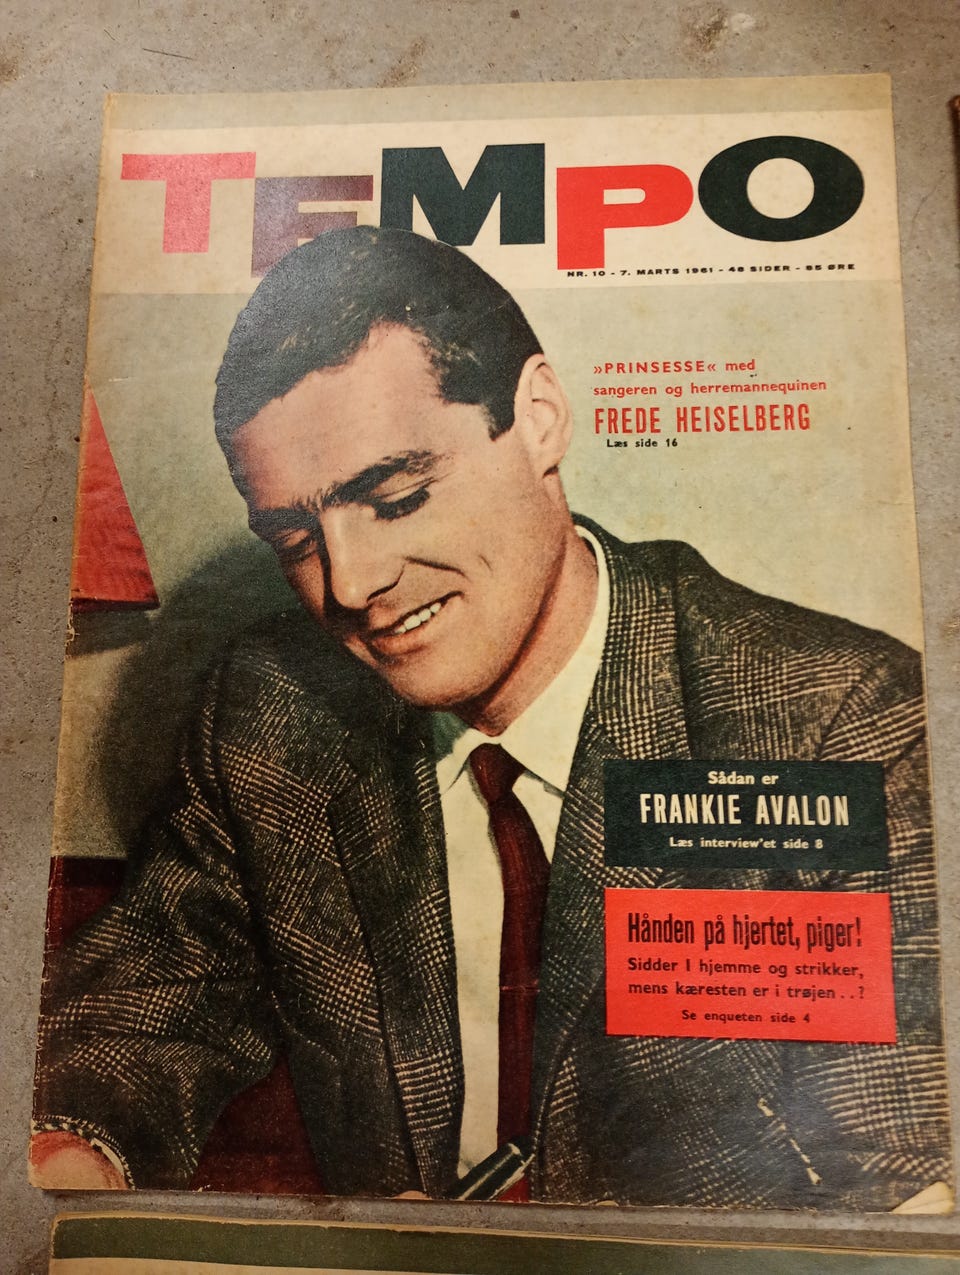 TEMPO
NR. 10 - 7. MARTS 1961 - 48 SIDER - 85 ØRE
»PRINSESSE« med
sangeren og herremannequinen
FREDE HEISELBERG
Læs side 16
Sådan er
FRANKIE AVALON
Læs interview'et side 8
Hånden på hjertet, piger!
Sidder I hjemme og strikker,
mens kæresten er i trøjen . . ?
Se enqueten side 4